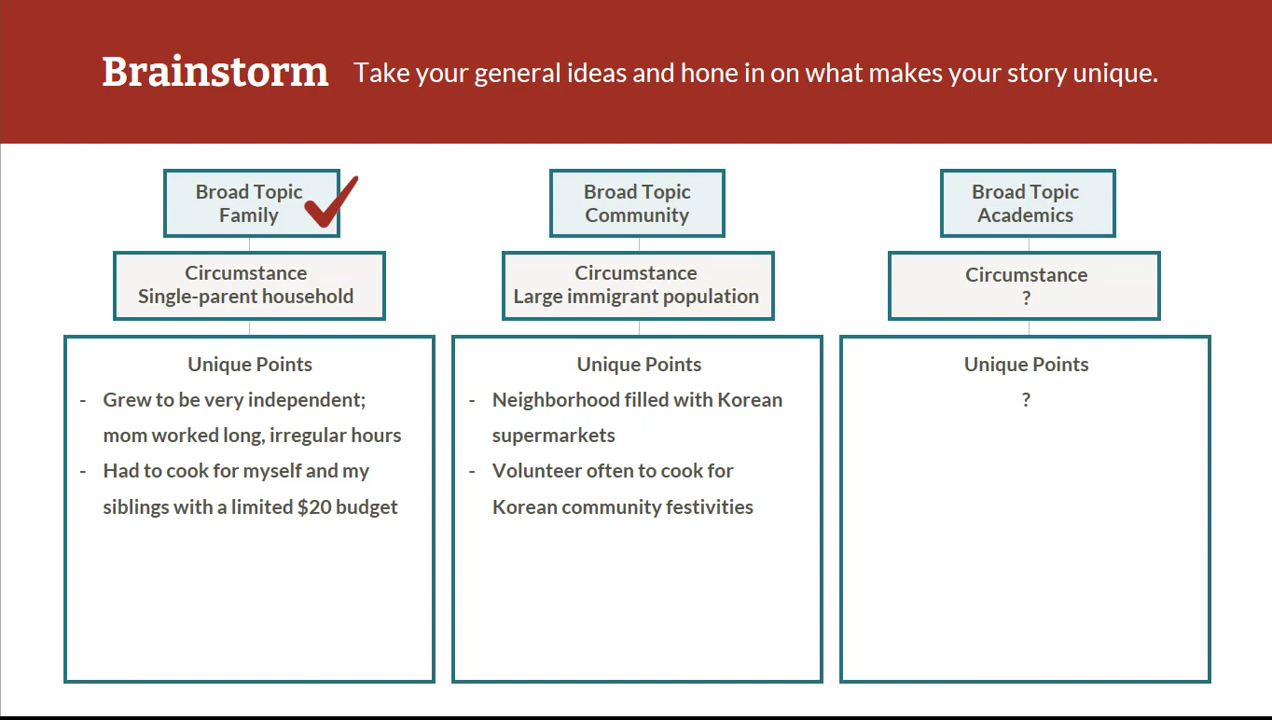 Brainstorm Take your general ideas and hone in on what makes your story unique.
Broad Topic
Family
Circumstance
Single-parent household
Unique Points
- Grew to be very independent;
mom worked long, irregular hours
- Had to cook for myself and my
siblings with a limited $20 budget
Broad Topic
Community
Circumstance
Large immigrant population
Unique Points
- Neighborhood filled with Korean
supermarkets
- Volunteer often to cook for
Korean community festivities
Broad Topic
Academics
Circumstance
?
Unique Points
?